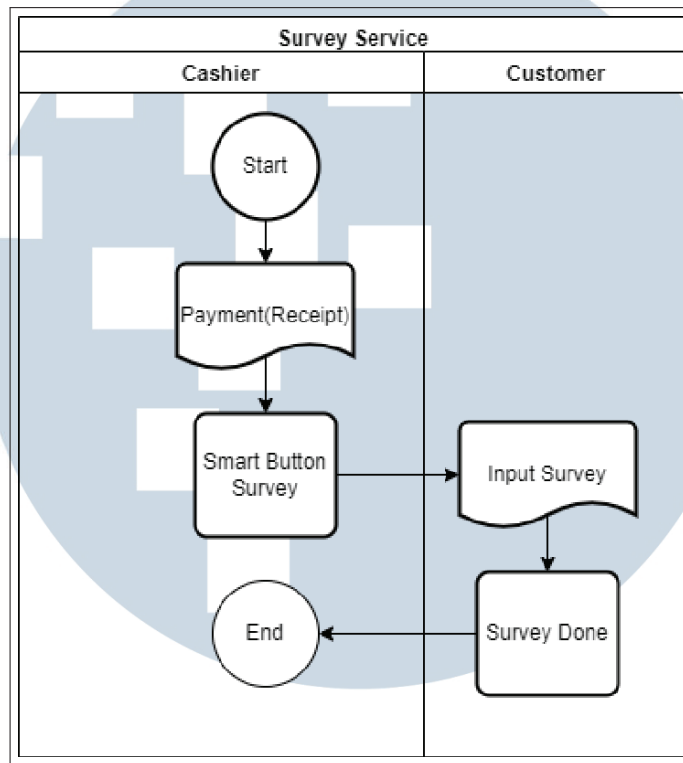 Survey Service
Cashier
Customer
Start
Payment(Receipt)
Smart Button
Survey
Input Survey
Survey Done
End